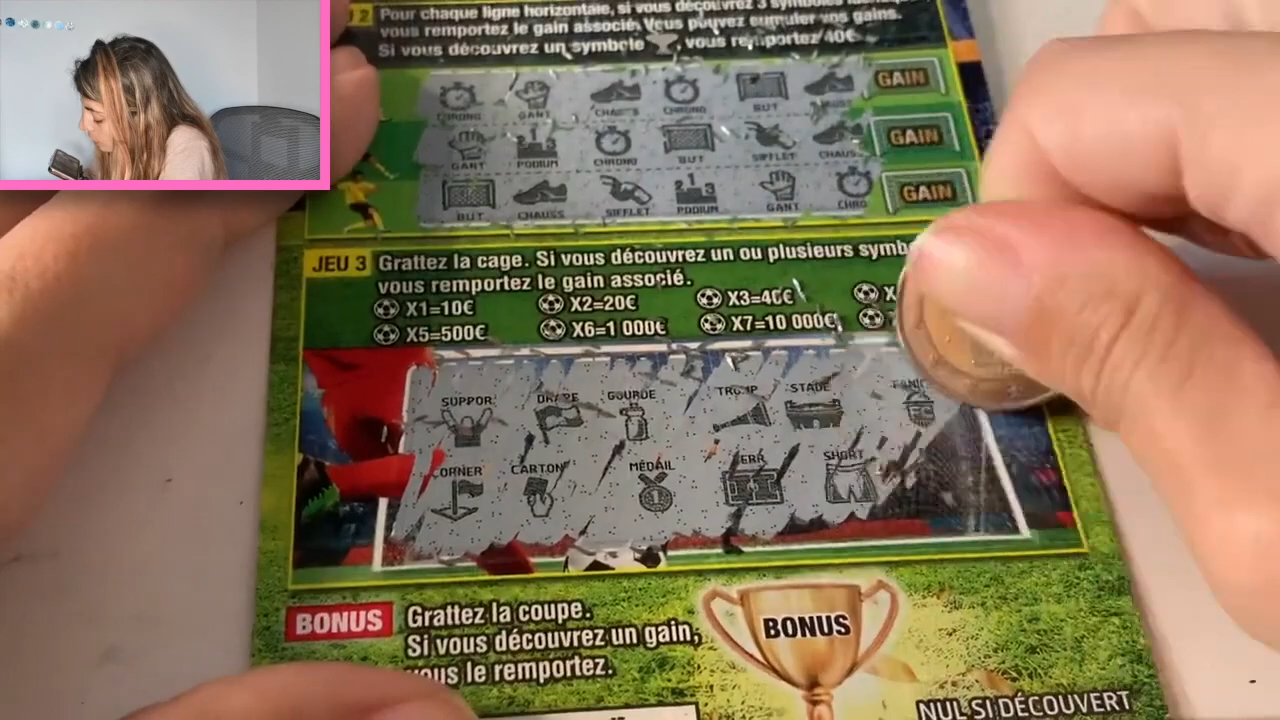 2 Pour chaque ligne horizontale, si vous découvrez 3
vous remportez le gain associé. Vous pouvez cumuler vos gains.
Si vous découvrez un symbole , vous remportez 40€
CHRONO GANT CHAUSS CHRONO BUT GAIN
GANT PODIUM CHRONO BUT SIFFLET CHAUSS GAIN
BUT CHAUSS SIFFLET PODIUM GANT CHRO GAIN
JEU 3 Grattez la cage. Si vous découvrez un ou plusieurs symb
vous remportez le gain associé.
X1=10€ X2=20€ X3=40€ X
X5=500€ X6=1 000€ X7=10 000€
SUPPOR GOURDE STADE
CORNER CARTON MÉDAIL SHORT
BONUS Grattez la coupe.
Si vous découvrez un gain,
vous le remportez.
BONUS
NUL SI DÉCOUVERT